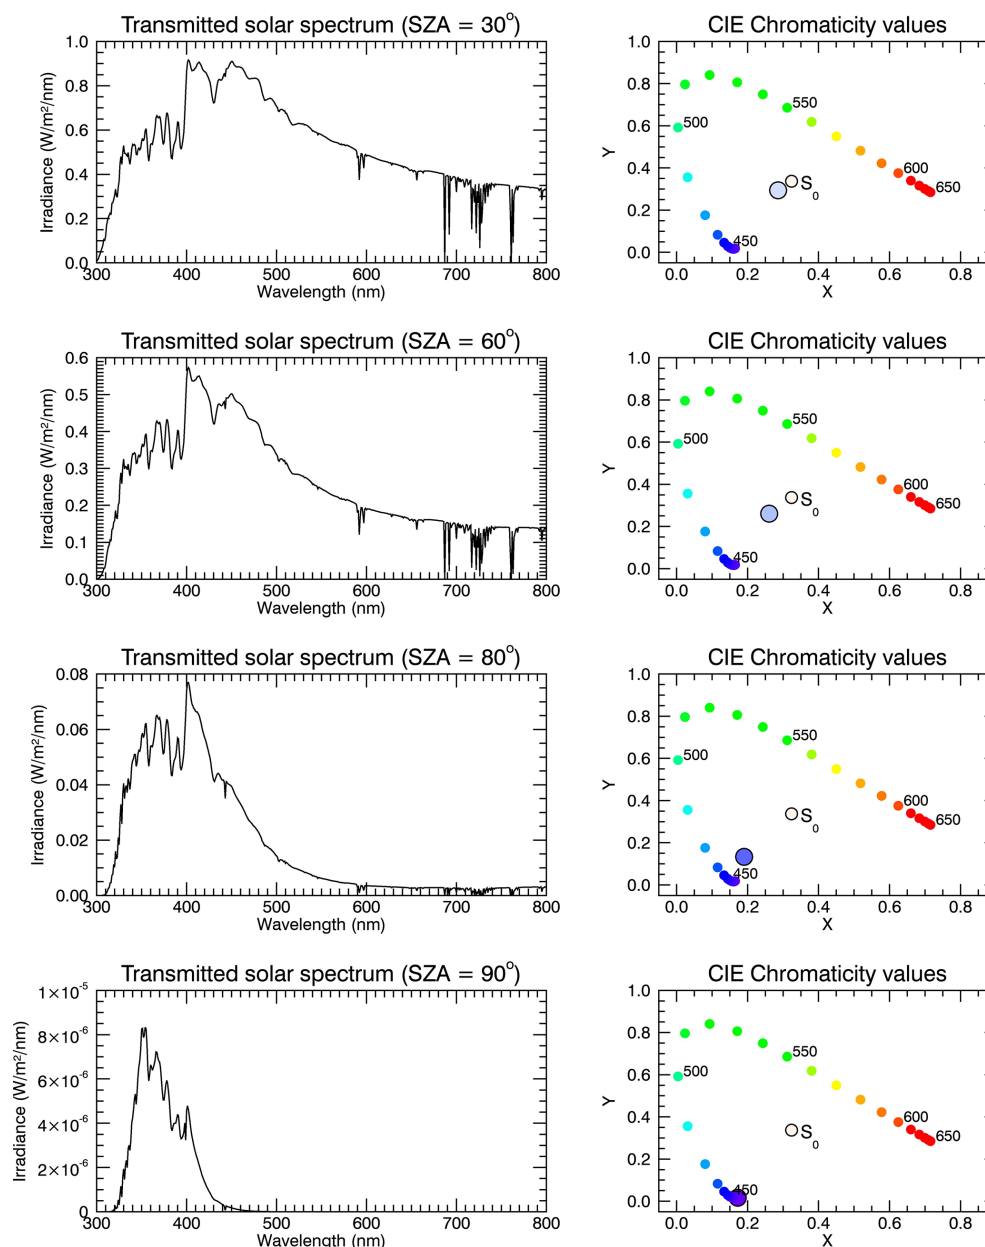 Transmitted solar spectrum (SZA = 30°)
Irradiance (W/m²/nm)
1.0
0.8
0.6
0.4
0.2
0.0
300 400 500 600 700 800
Wavelength (nm)
CIE Chromaticity values
Y
1.0
0.8
0.6
0.4
0.2
0.0
550
500
600
650
S₀
450
0.0 0.2 0.4 0.6 0.8
X
Transmitted solar spectrum (SZA = 60°)
Irradiance (W/m²/nm)
0.6
0.5
0.4
0.3
0.2
0.1
0.0
300 400 500 600 700 800
Wavelength (nm)
CIE Chromaticity values
Y
1.0
0.8
0.6
0.4
0.2
0.0
550
500
600
650
S₀
450
0.0 0.2 0.4 0.6 0.8
X
Transmitted solar spectrum (SZA = 80°)
Irradiance (W/m²/nm)
0.08
0.06
0.04
0.02
0.00
300 400 500 600 700 800
Wavelength (nm)
CIE Chromaticity values
Y
1.0
0.8
0.6
0.4
0.2
0.0
550
500
600
650
S₀
450
0.0 0.2 0.4 0.6 0.8
X
Transmitted solar spectrum (SZA = 90°)
Irradiance (W/m²/nm)
1×10⁻⁵
8×10⁻⁶
6×10⁻⁶
4×10⁻⁶
2×10⁻⁶
0
300 400 500 600 700 800
Wavelength (nm)
CIE Chromaticity values
Y
1.0
0.8
0.6
0.4
0.2
0.0
550
500
600
650
S₀
450
0.0 0.2 0.4 0.6 0.8
X